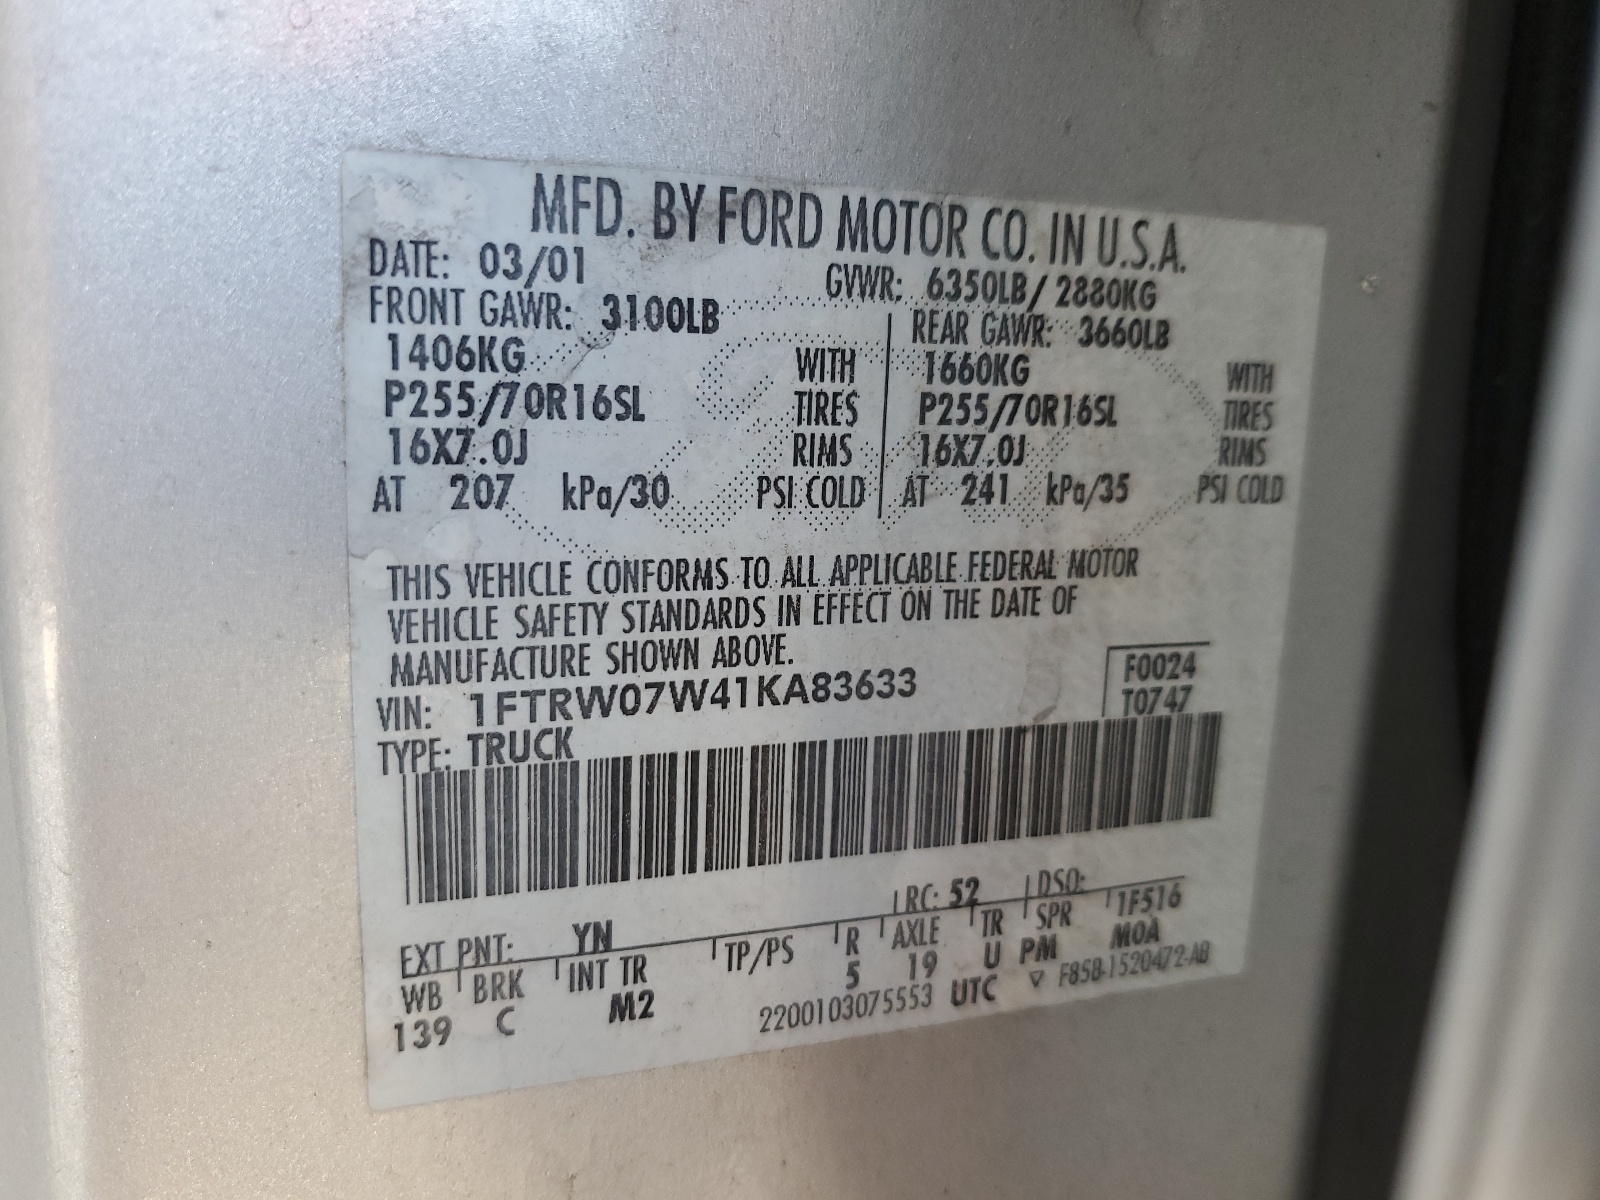 MFD. BY FORD MOTOR CO. IN U.S.A.
DATE: 03/01 GVWR: 6350LB/ 2880KG
FRONT GAWR: 3100LB REAR GAWR: 3660LB
1406KG WITH 1660KG WITH
P255/70R16SL TIRES P255/70R16SL TIRES
16X7.0J RIMS 16X7.0J RIMS
AT 207 kPa/30 PSI COLD AT 241 kPa/35 PSI COLD
THIS VEHICLE CONFORMS TO ALL APPLICABLE FEDERAL MOTOR
VEHICLE SAFETY STANDARDS IN EFFECT ON THE DATE OF
MANUFACTURE SHOWN ABOVE.
VIN: 1FTRW07W41KA83633 F0024
TYPE: TRUCK T0747
EXT PNT: YN RC: 52 DSO:
WB BRK INT TR TP/PS R AXLE TR SPR 1F516
139 C M2 5 19 U PM M0A
2200103075553 UTC ▽ F85B-1520472-AB